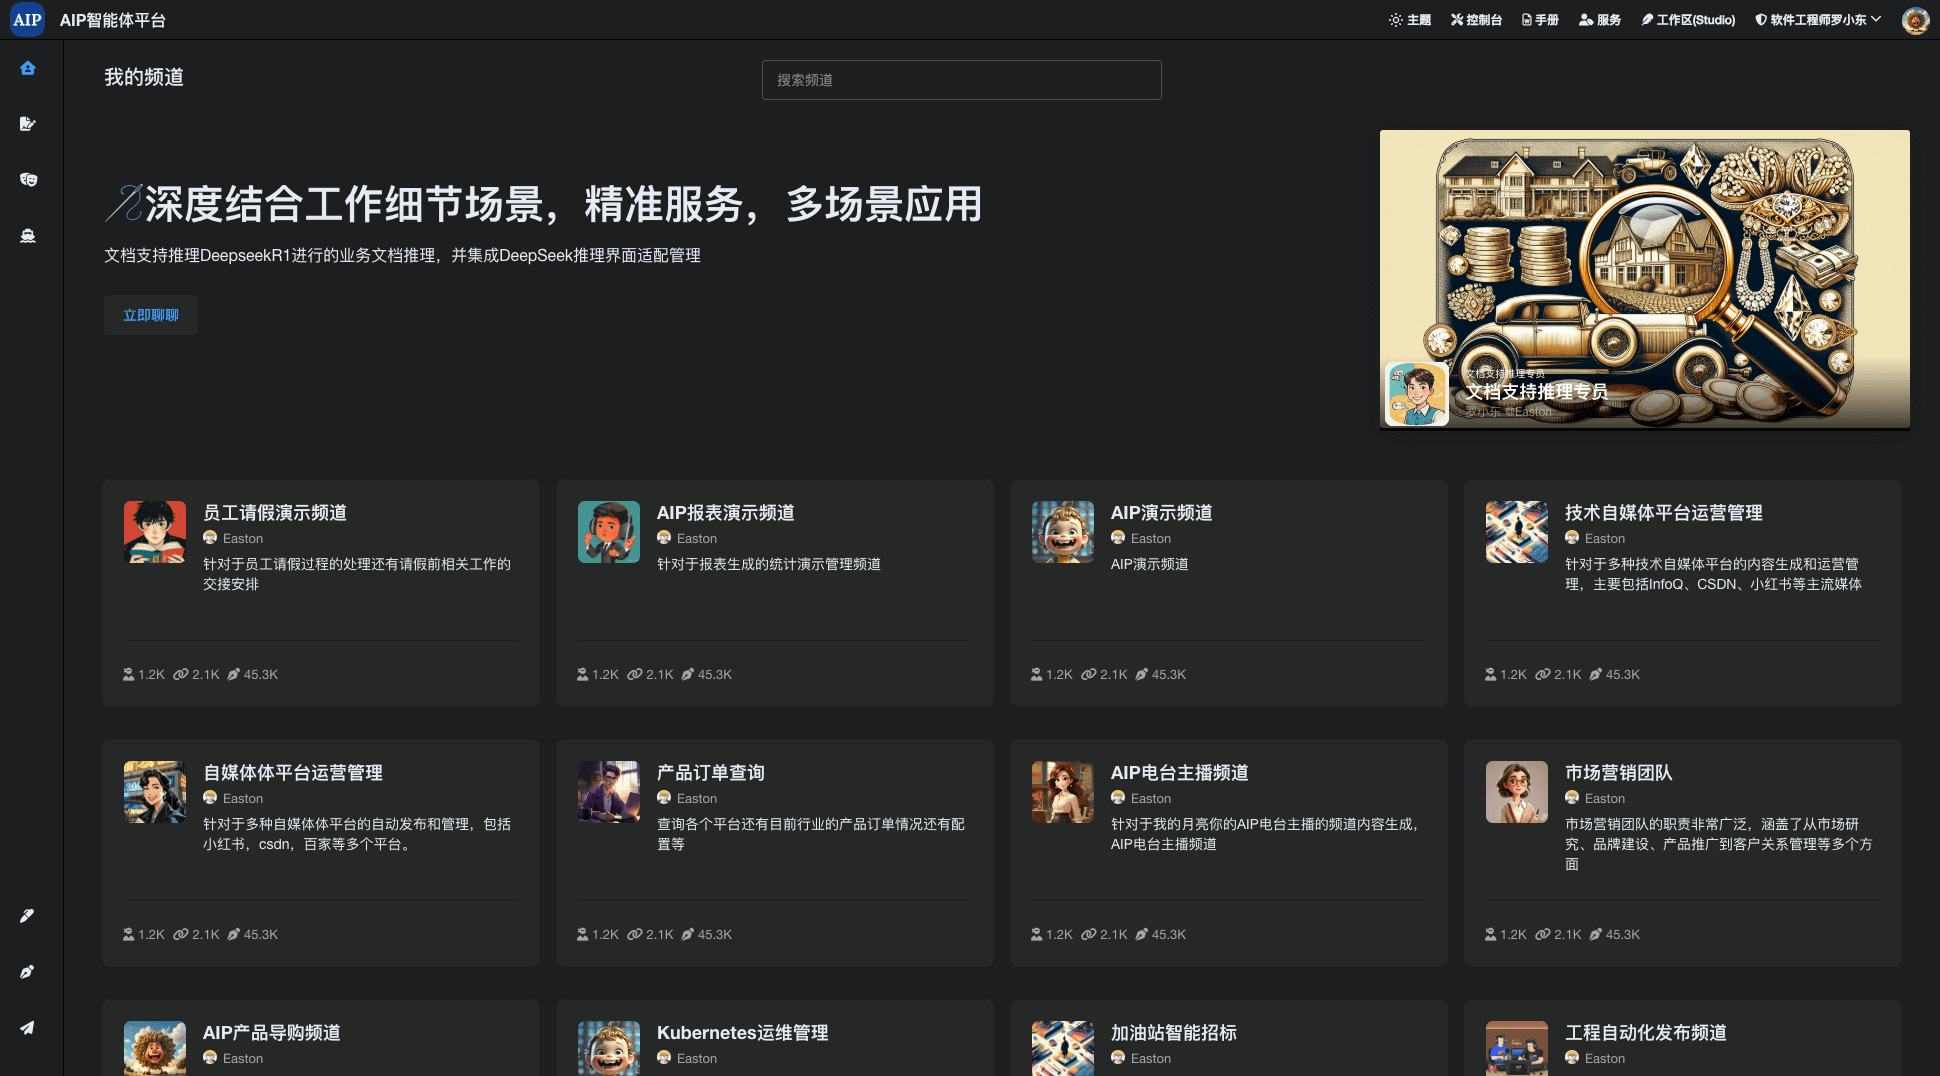 AIP AIP智能体平台
主题 控制台 手册 服务 工作区(Studio) 软件工程师罗小东
我的频道
搜索频道
深度结合工作细节场景，精准服务，多场景应用
文档支持推理DeepseekR1进行的业务文档推理，并集成DeepSeek推理界面适配管理
立即聊聊
文档支持推理专员
文档支持推理专员
罗小东 @Easton
员工请假演示频道
Easton
针对于员工请假过程的处理还有请假前相关工作的
交接安排
1.2K 2.1K 45.3K
AIP报表演示频道
Easton
针对于报表生成的统计演示管理频道
1.2K 2.1K 45.3K
AIP演示频道
Easton
AIP演示频道
1.2K 2.1K 45.3K
技术自媒体平台运营管理
Easton
针对于多种技术自媒体平台的内容生成和运营管
理，主要包括InfoQ、CSDN、小红书等主流媒体
1.2K 2.1K 45.3K
自媒体体平台运营管理
Easton
针对于多种自媒体体平台的自动发布和管理，包括
小红书，csdn，百家等多个平台。
1.2K 2.1K 45.3K
产品订单查询
Easton
查询各个平台还有目前行业的产品订单情况还有配
置等
1.2K 2.1K 45.3K
AIP电台主播频道
Easton
针对于我的月亮你的AIP电台主播的频道内容生成，
AIP电台主播频道
1.2K 2.1K 45.3K
市场营销团队
Easton
市场营销团队的职责非常广泛，涵盖了从市场研
究、品牌建设、产品推广到客户关系管理等多个方
面
1.2K 2.1K 45.3K
AIP产品导购频道
Easton
Kubernetes运维管理
Easton
加油站智能招标
Easton
工程自动化发布频道
Easton